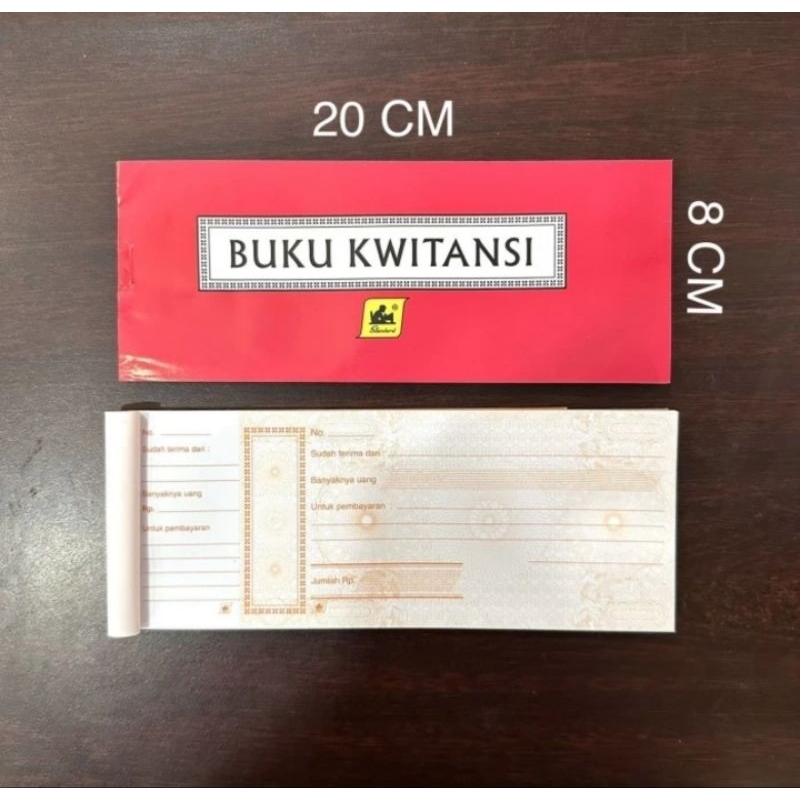 20 CM
8 CM
BUKU KWITANSI
Standard
No.
Sudah terima dari :
Banyaknya uang
Rp.
Untuk pembayaran
No.
Sudah terima dari :
Banyaknya uang
Untuk pembayaran
Jumlah Rp.